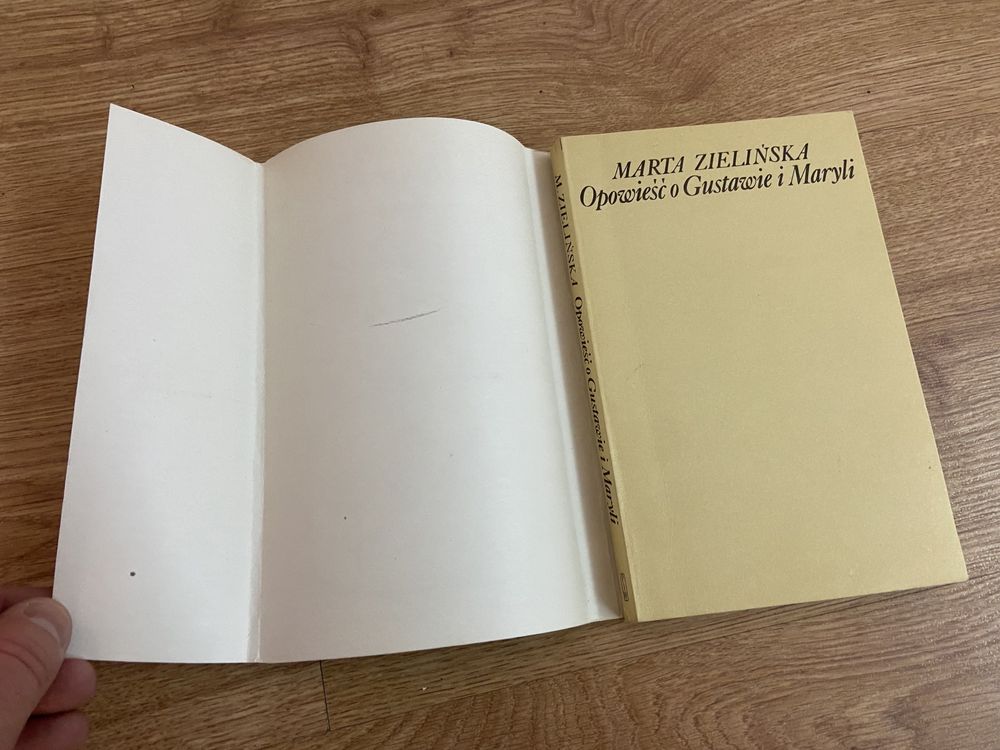 MARTA ZIELIŃSKA
Opowieść o Gustawie i Maryli
M. ZIELIŃSKA Opowieść o Gustawie i Maryli